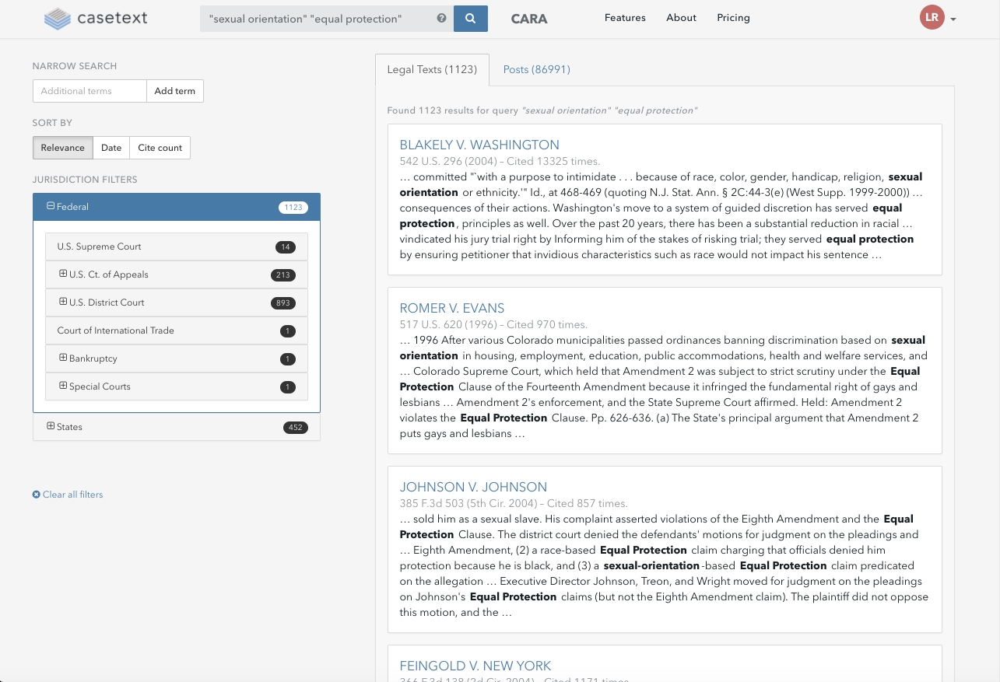 casetext
"sexual orientation" "equal protection"
?
CARA
Features
About
Pricing
LR
NARROW SEARCH
Additional terms
Add term
SORT BY
Relevance
Date
Cite count
JURISDICTION FILTERS
Federal 1123
U.S. Supreme Court 14
U.S. Ct. of Appeals 213
U.S. District Court 893
Court of International Trade 1
Bankruptcy 1
Special Courts 1
States 452
Clear all filters
Legal Texts (1123)
Posts (86991)
Found 1123 results for query "sexual orientation" "equal protection"
BLAKELY V. WASHINGTON
542 U.S. 296 (2004) – Cited 13325 times.
… committed "`with a purpose to intimidate . . . because of race, color, gender, handicap, religion, sexual
orientation or ethnicity.'" Id., at 468-469 (quoting N.J. Stat. Ann. § 2C:44-3(e) (West Supp. 1999-2000)) …
consequences of their actions. Washington's move to a system of guided discretion has served equal
protection, principles as well. Over the past 20 years, there has been a substantial reduction in racial …
vindicated his jury trial right by Informing him of the stakes of risking trial; they served equal protection
by ensuring petitioner that invidious characteristics such as race would not impact his sentence …
ROMER V. EVANS
517 U.S. 620 (1996) – Cited 970 times.
… 1996 After various Colorado municipalities passed ordinances banning discrimination based on sexual
orientation in housing, employment, education, public accommodations, health and welfare services, and
… Colorado Supreme Court, which held that Amendment 2 was subject to strict scrutiny under the Equal
Protection Clause of the Fourteenth Amendment because it infringed the fundamental right of gays and
lesbians … Amendment 2's enforcement, and the State Supreme Court affirmed. Held: Amendment 2
violates the Equal Protection Clause. Pp. 626-636. (a) The State's principal argument that Amendment 2
puts gays and lesbians …
JOHNSON V. JOHNSON
385 F.3d 503 (5th Cir. 2004) – Cited 857 times.
… sold him as a sexual slave. His complaint asserted violations of the Eighth Amendment and the Equal
Protection Clause. The district court denied the defendants' motions for judgment on the pleadings and
… Eighth Amendment, (2) a race-based Equal Protection claim charging that officials denied him
protection because he is black, and (3) a sexual-orientation-based Equal Protection claim predicated
on the allegation … Executive Director Johnson, Treon, and Wright moved for judgment on the pleadings
on Johnson's Equal Protection claims (but not the Eighth Amendment claim). The plaintiff did not oppose
this motion, and the …
FEINGOLD V. NEW YORK
366 F.3d 138 (2d Cir. 2004) – Cited 1171 times.